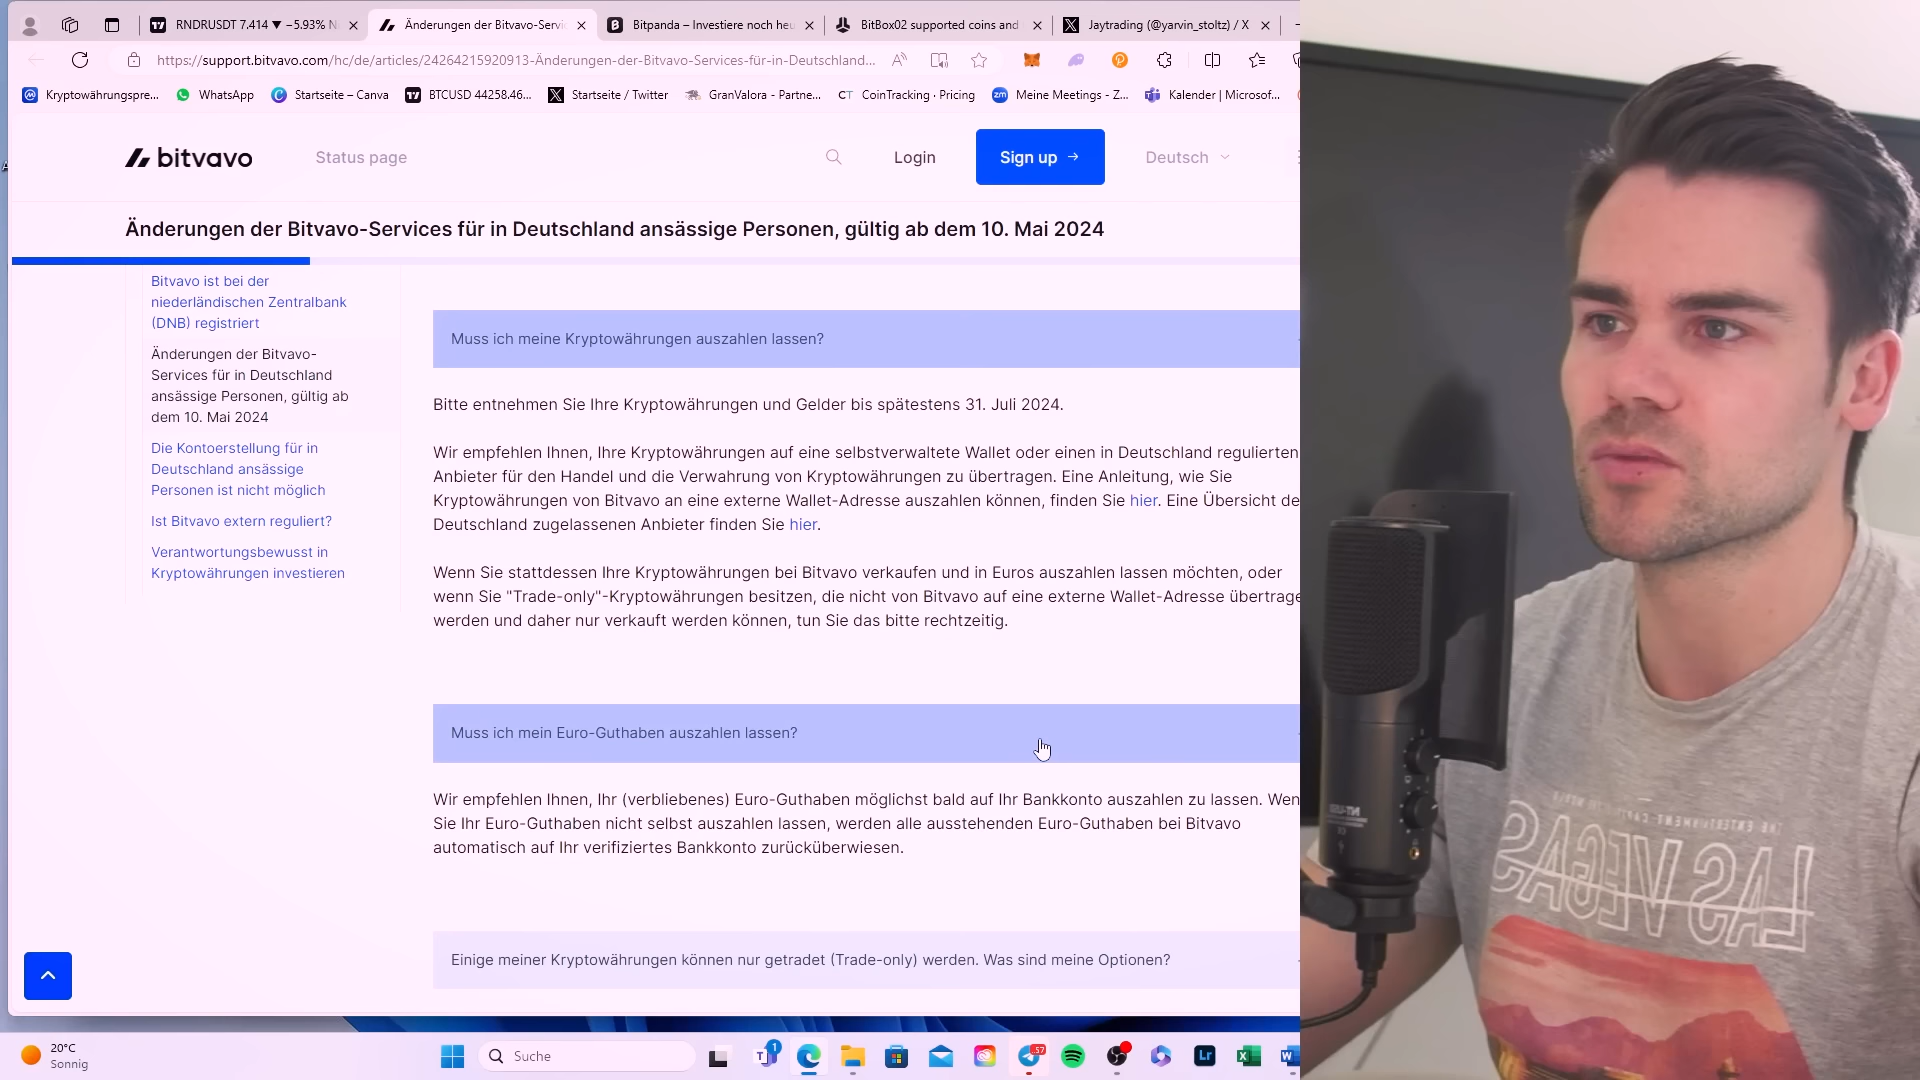 RNDRUSDT 7.414 ▼ −5.93% N
Änderungen der Bitvavo-Servic
Bitpanda – Investiere noch heu
BitBox02 supported coins and
Jaytrading (@yarvin_stoltz) / X
https://support.bitvavo.com/hc/de/articles/24264215920913-Änderungen-der-Bitvavo-Services-für-in-Deutschland...
Kryptowährungspre...
WhatsApp
Startseite – Canva
BTCUSD 44258.46...
Startseite / Twitter
GranValora - Partne...
CoinTracking · Pricing
Meine Meetings - Z...
Kalender | Microsof...
bitvavo
Status page
Login
Sign up →
Deutsch
Änderungen der Bitvavo-Services für in Deutschland ansässige Personen, gültig ab dem 10. Mai 2024
Bitvavo ist bei der
niederländischen Zentralbank
(DNB) registriert
Änderungen der Bitvavo-
Services für in Deutschland
ansässige Personen, gültig ab
dem 10. Mai 2024
Die Kontoerstellung für in
Deutschland ansässige
Personen ist nicht möglich
Ist Bitvavo extern reguliert?
Verantwortungsbewusst in
Kryptowährungen investieren
Muss ich meine Kryptowährungen auszahlen lassen?
Bitte entnehmen Sie Ihre Kryptowährungen und Gelder bis spätestens 31. Juli 2024.
Wir empfehlen Ihnen, Ihre Kryptowährungen auf eine selbstverwaltete Wallet oder einen in Deutschland regulierten
Anbieter für den Handel und die Verwahrung von Kryptowährungen zu übertragen. Eine Anleitung, wie Sie
Kryptowährungen von Bitvavo an eine externe Wallet-Adresse auszahlen können, finden Sie hier. Eine Übersicht de
Deutschland zugelassenen Anbieter finden Sie hier.
Wenn Sie stattdessen Ihre Kryptowährungen bei Bitvavo verkaufen und in Euros auszahlen lassen möchten, oder
wenn Sie "Trade-only"-Kryptowährungen besitzen, die nicht von Bitvavo auf eine externe Wallet-Adresse übertrage
werden und daher nur verkauft werden können, tun Sie das bitte rechtzeitig.
Muss ich mein Euro-Guthaben auszahlen lassen?
Wir empfehlen Ihnen, Ihr (verbliebenes) Euro-Guthaben möglichst bald auf Ihr Bankkonto auszahlen zu lassen. Wen
Sie Ihr Euro-Guthaben nicht selbst auszahlen lassen, werden alle ausstehenden Euro-Guthaben bei Bitvavo
automatisch auf Ihr verifiziertes Bankkonto zurücküberwiesen.
Einige meiner Kryptowährungen können nur getradet (Trade-only) werden. Was sind meine Optionen?
20°C
Sonnig
Suche
1
57
Lr
NT-USB
LAS VEGAS